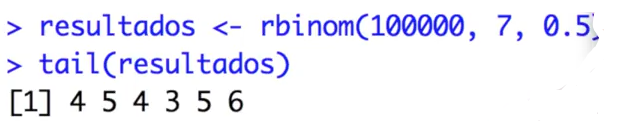 > resultados <- rbinom(100000, 7, 0.5)
> tail(resultados)
[1] 4 5 4 3 5 6